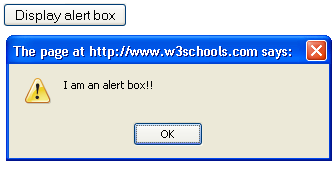 Display alert box
The page at http://www.w3schools.com says:
I am an alert box!!
OK